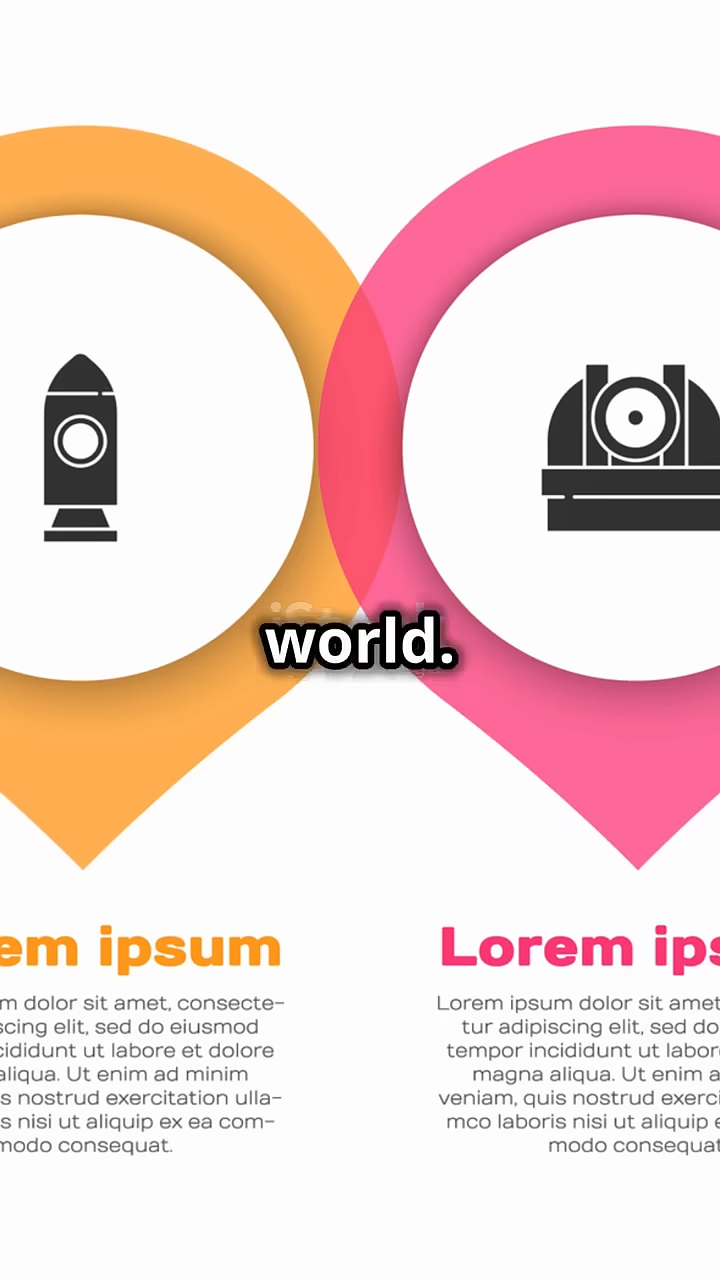 world.
em ipsum
m dolor sit amet, consecte-
scing elit, sed do eiusmod
cididunt ut labore et dolore
aliqua. Ut enim ad minim
s nostrud exercitation ulla-
s nisi ut aliquip ex ea com-
modo consequat.
Lorem ips
Lorem ipsum dolor sit amet
tur adipiscing elit, sed do
tempor incididunt ut labor
magna aliqua. Ut enim a
veniam, quis nostrud exerci
mco laboris nisi ut aliquip e
modo consequat